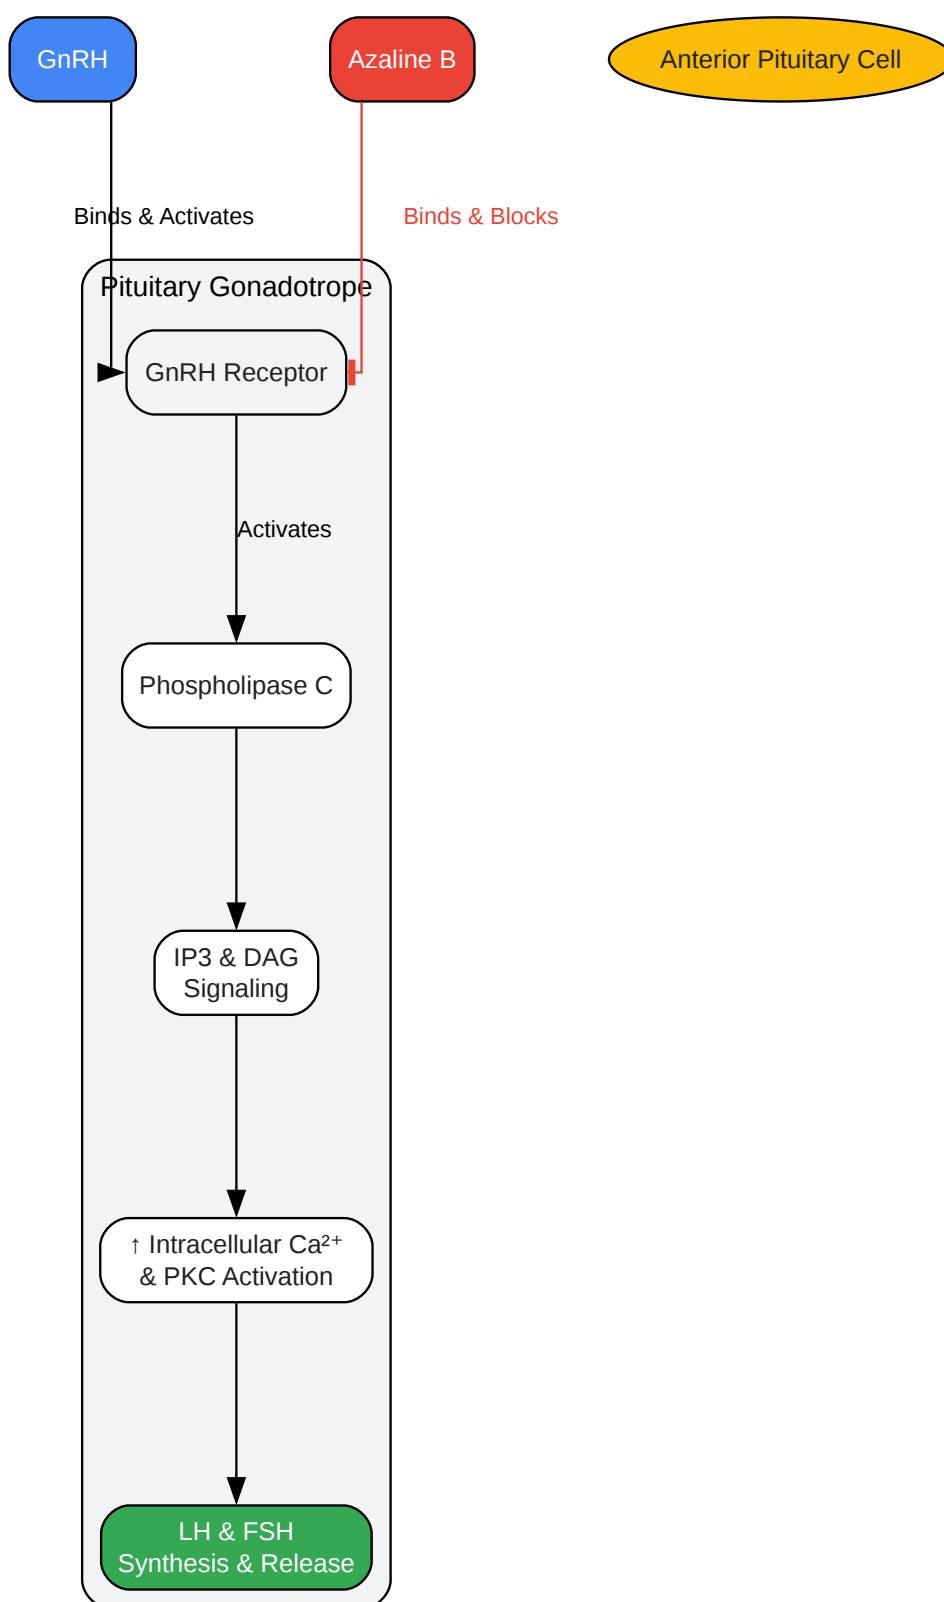 GnRH
Azaline B
Anterior Pituitary Cell
Binds & Activates
Binds & Blocks
Pituitary Gonadotrope
GnRH Receptor
Activates
Phospholipase C
IP3 & DAG
Signaling
↑ Intracellular Ca²⁺
& PKC Activation
LH & FSH
Synthesis & Release